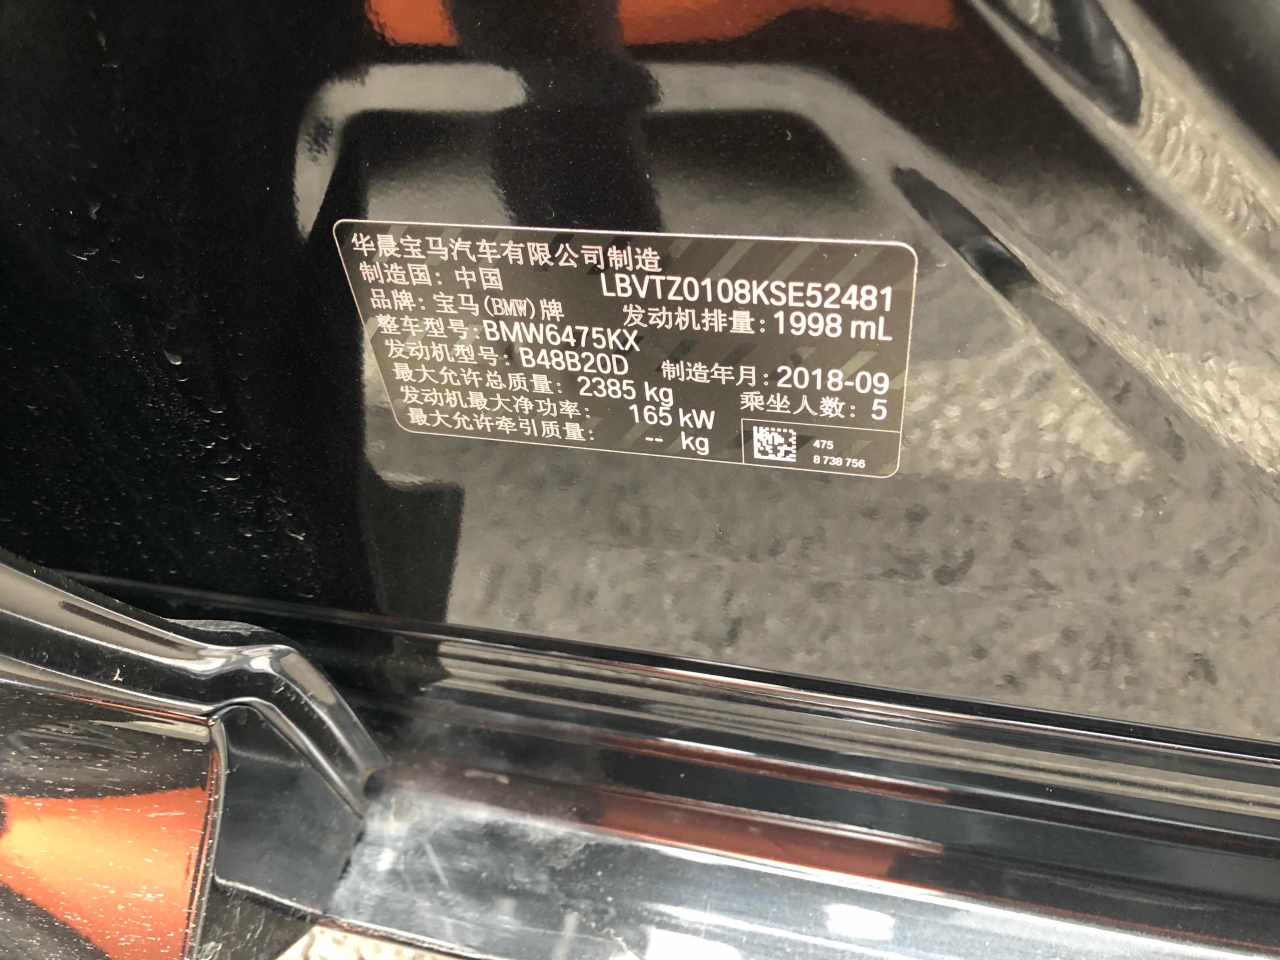 华晨宝马汽车有限公司制造
制造国：中国 LBVTZ0108KSE52481
品牌：宝马(BMW)牌 发动机排量：1998 mL
整车型号：BMW6475KX
发动机型号：B48B20D 制造年月：2018-09
最大允许总质量：2385 kg 乘坐人数：5
发动机最大净功率：165 kW
最大允许牵引质量：-- kg
475
8 738 756